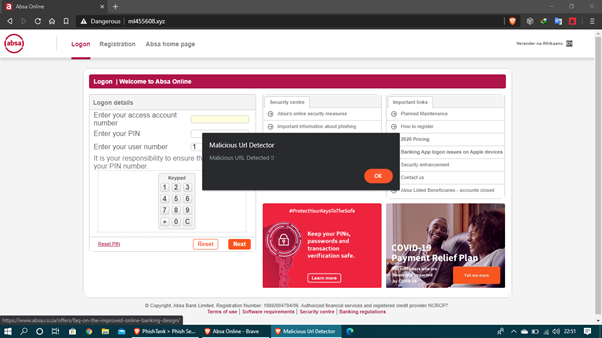 Absa Online
Dangerous
ml455608.xyz
absa
Logon
Registration
Absa home page
Verander na Afrikaans
EN
Logon | Welcome to Absa Online
Logon details
Enter your access account
number
Enter your PIN
Enter your user number
1
It is your responsibility to ensure th
your PIN number.
Keypad
1 2 3
4 5 6
7 8 9
+ 0 C
Reset PIN
Reset
Next
Security centre
Absa's online security measures
Important information about phishing
Important links
Planned Maintenance
How to register
2020 Pricing
Banking App logon issues on Apple devices
Security enhancement
Contact us
Absa Listed Beneficiaries - accounts closed
Malicious Url Detector
Malicious URL Detected !!
OK
#ProtectYourKeysToTheSafe
Keep your PINs,
passwords and
transaction
verification safe.
Learn more
COVID-19
Payment Relief Plan
Tell me more
© Copyright. Absa Bank Limited. Registration Number: 1986/004794/06 Authorized financial services and registered credit provider NCRCP7
Terms of use | Software requirements | Security centre | Banking regulations
https://www.absa.co.za/offers/faq-on-the-improved-online-banking-design/
PhishTank > Phish Se...
Absa Online - Brave
Malicious Url Detector
22:51